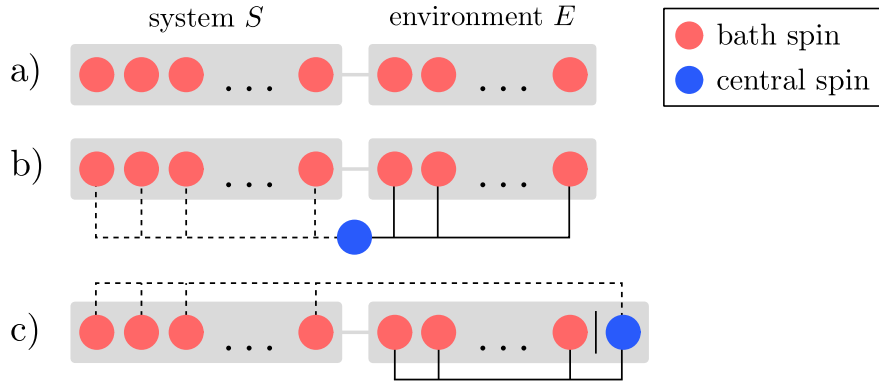 system S
environment E
bath spin
central spin
a)
. . .
. . .
b)
. . .
. . .
c)
. . .
. . .